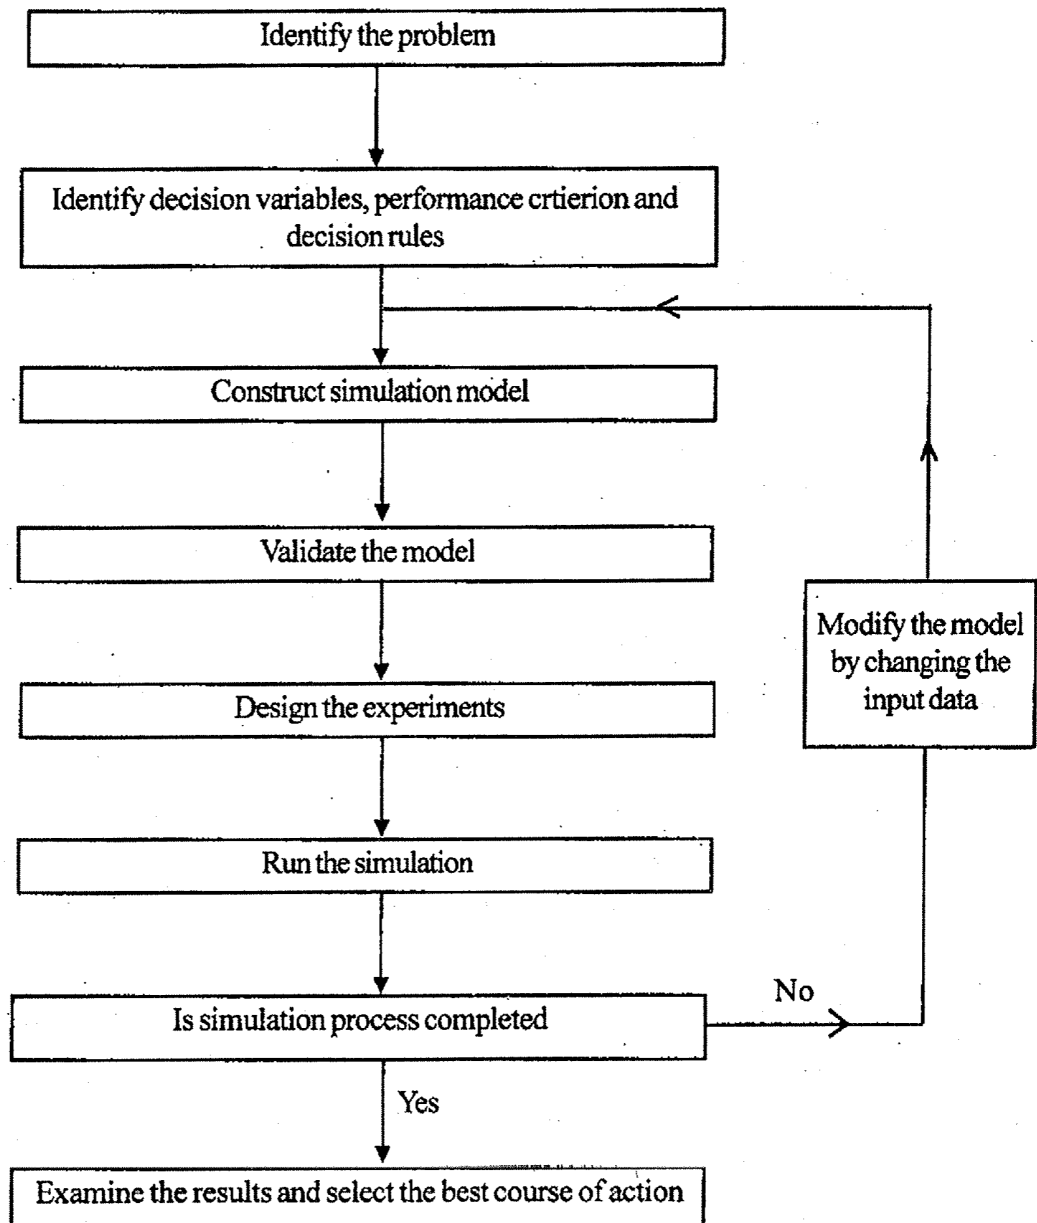 Identify the problem
Identify decision variables, performance crtierion and
decision rules
Construct simulation model
Validate the model
Modify the model
by changing the
input data
Design the experiments
Run the simulation
No
Is simulation process completed
Yes
Examine the results and select the best course of action